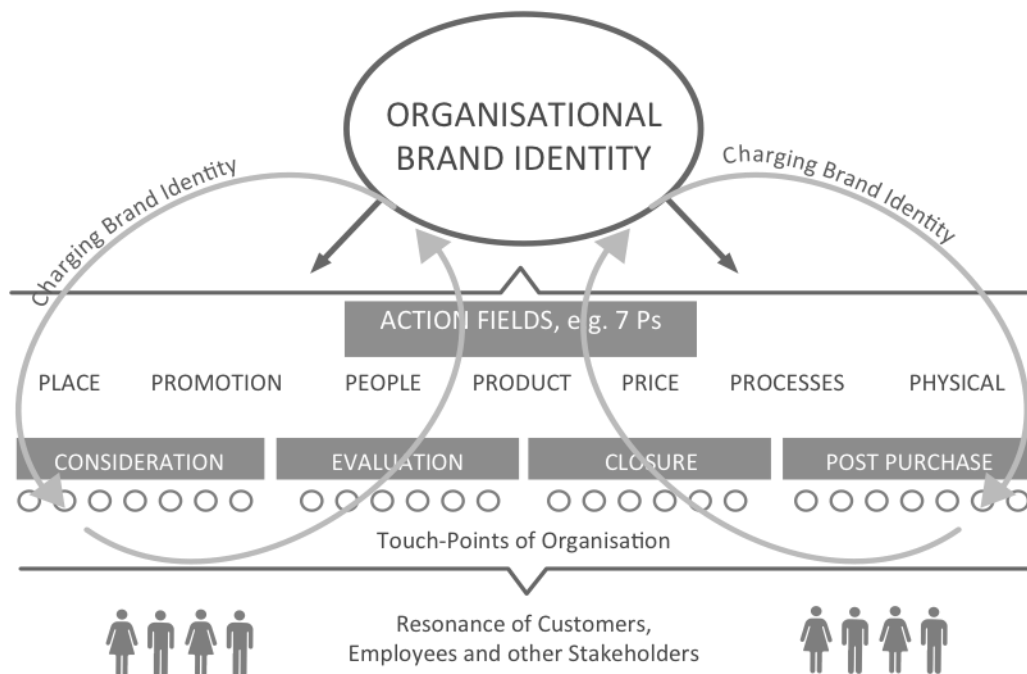 ORGANISATIONAL
BRAND IDENTITY
Charging Brand Identity
Charging Brand Identity
ACTION FIELDS, e.g. 7 Ps
PLACE PROMOTION PEOPLE PRODUCT PRICE PROCESSES PHYSICAL
CONSIDERATION EVALUATION CLOSURE POST PURCHASE
Touch-Points of Organisation
Resonance of Customers,
Employees and other Stakeholders